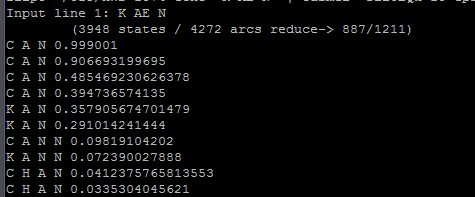 Input line 1: K AE N
(3948 states / 4272 arcs reduce-> 887/1211)
C A N 0.999001
C A N 0.906693199695
C A N 0.485469230626378
C A N 0.394736574135
K A N 0.357905674701479
K A N 0.291014241444
C A N N 0.09819104202
K A N N 0.072390027888
C H A N 0.0412375765813553
C H A N 0.0335304045621